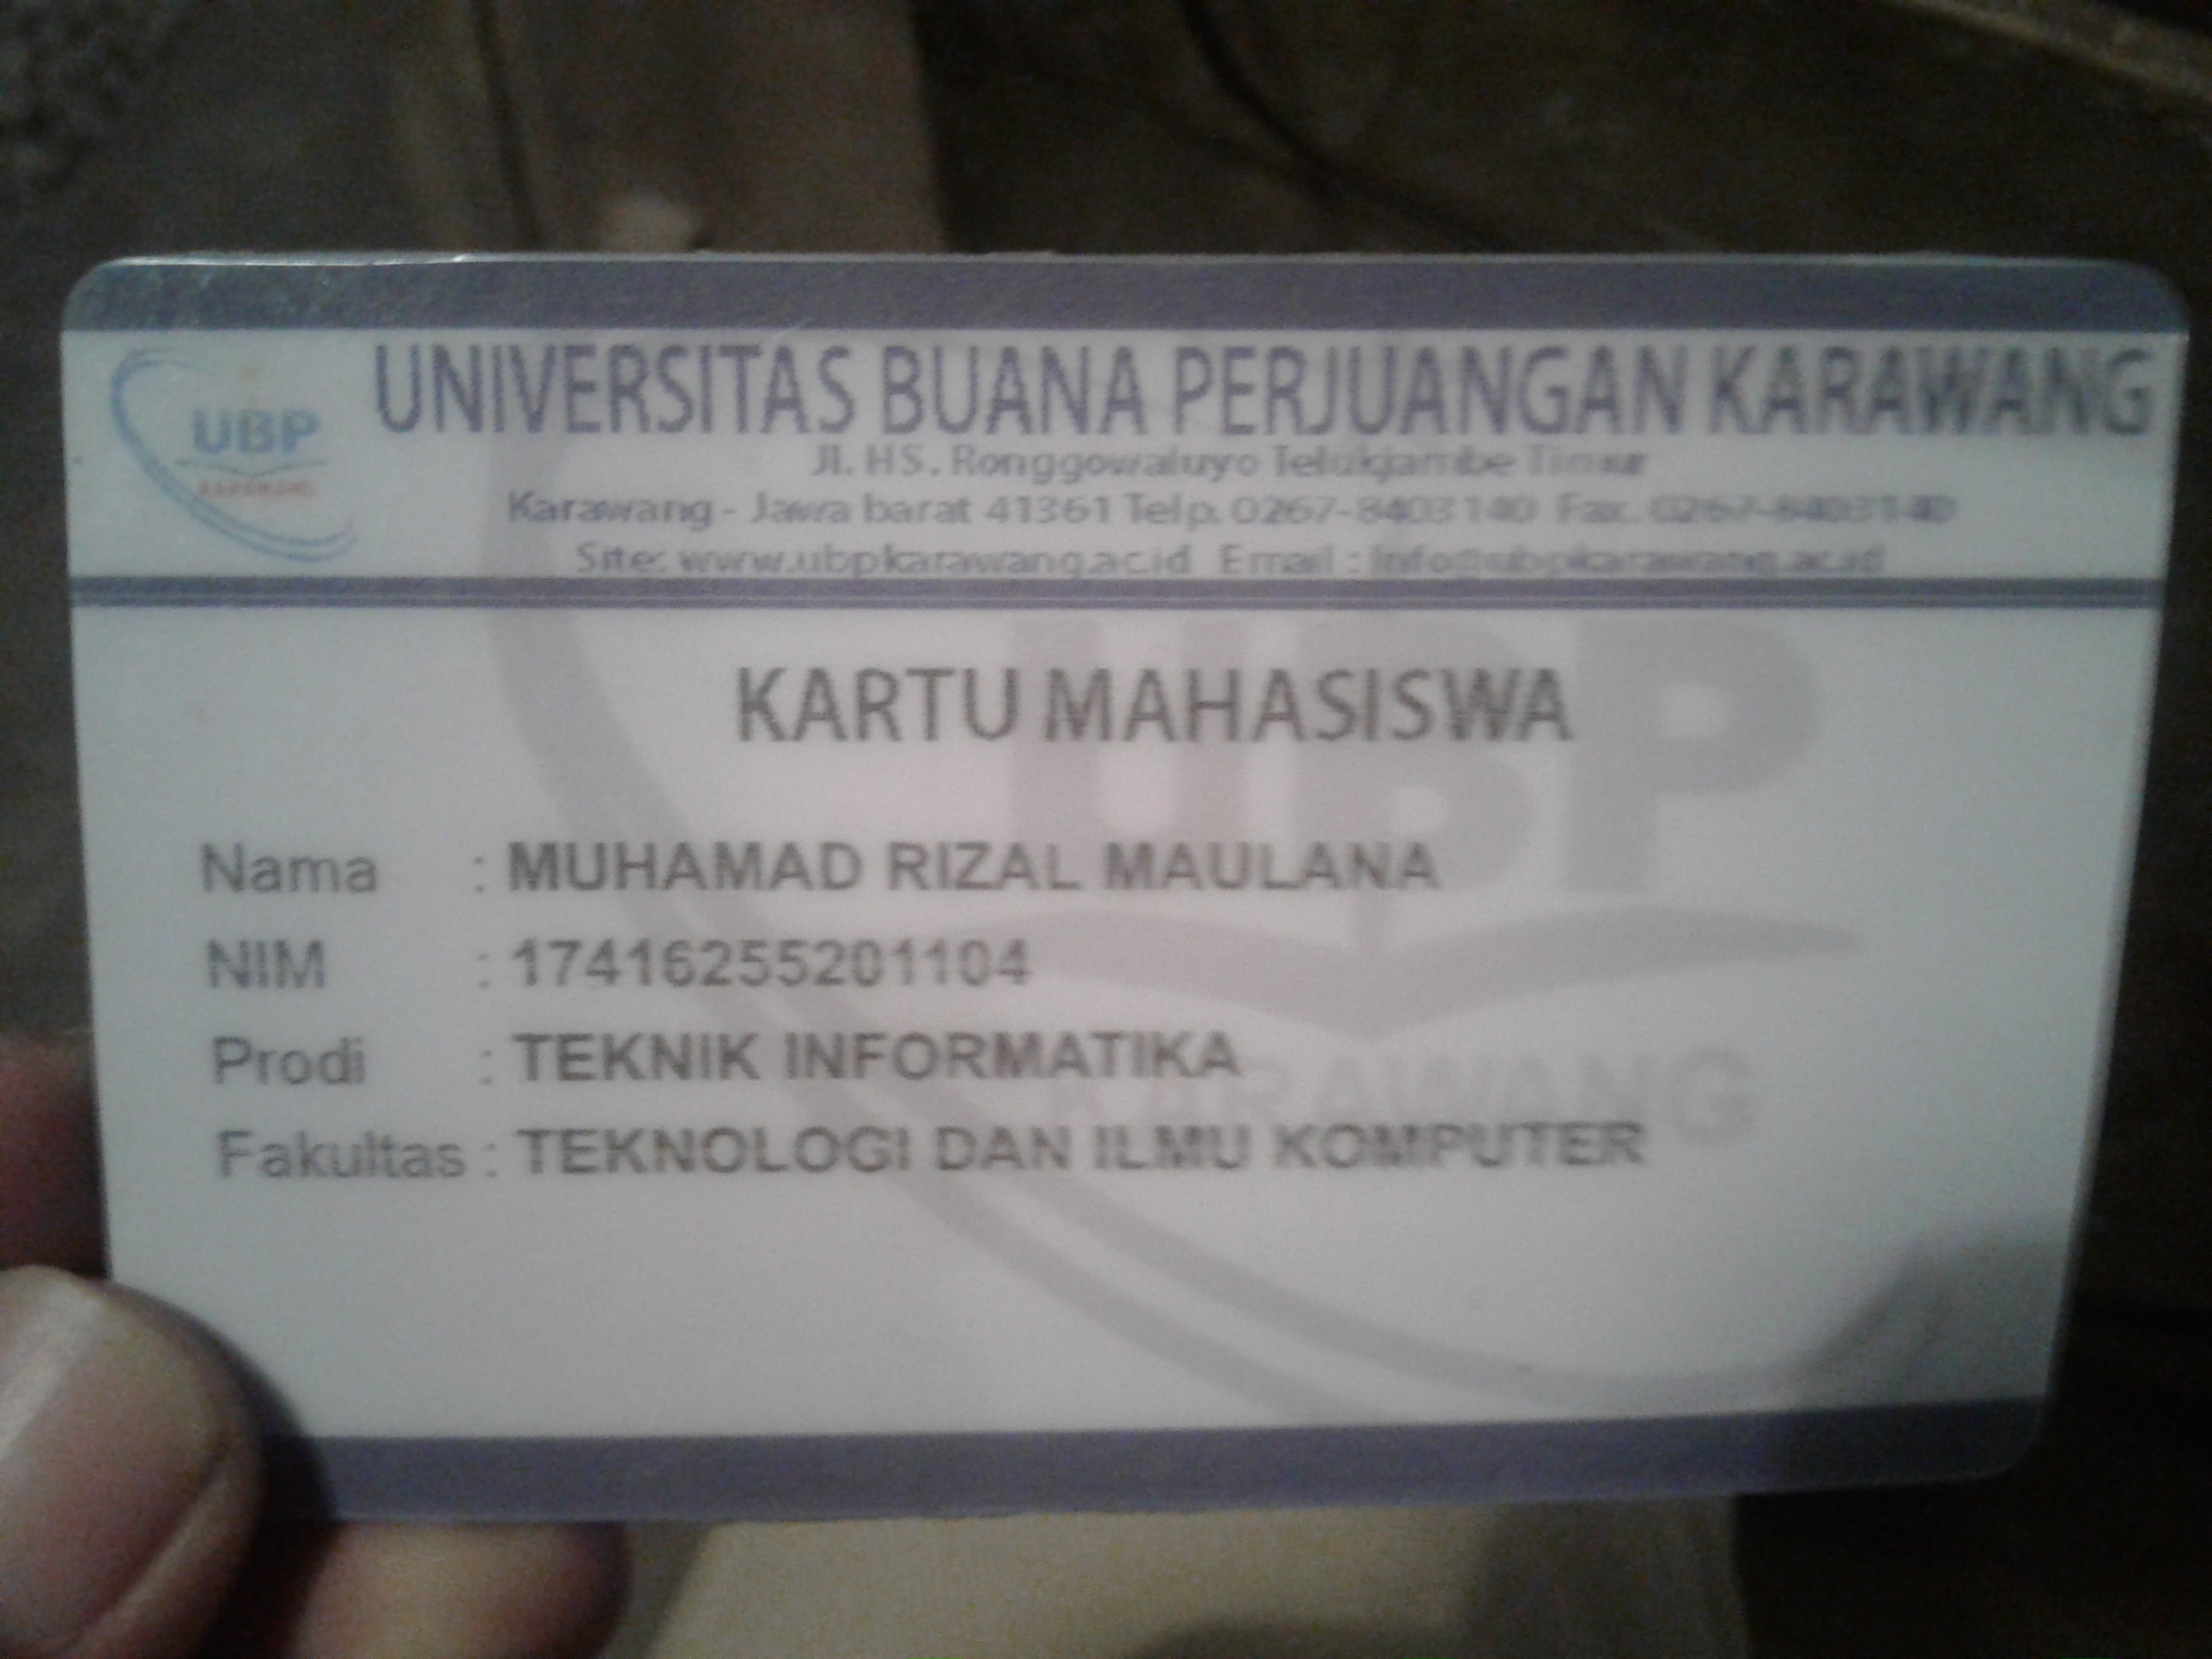 UNIVERSITAS BUANA PERJUANGAN KARAWANG
UBP
KARAWANG
Jl. HS. Ronggowaluyo Telukjambe Timur
Karawang - Jawa barat 41361 Telp. 0267-8403140 Fax. 0267-8403140
Site: www.ubpkarawang.ac.id Email : info@ubpkarawang.ac.id
KARTU MAHASISWA
UBP
KARAWANG
Nama : MUHAMAD RIZAL MAULANA
NIM : 17416255201104
Prodi : TEKNIK INFORMATIKA
Fakultas : TEKNOLOGI DAN ILMU KOMPUTER